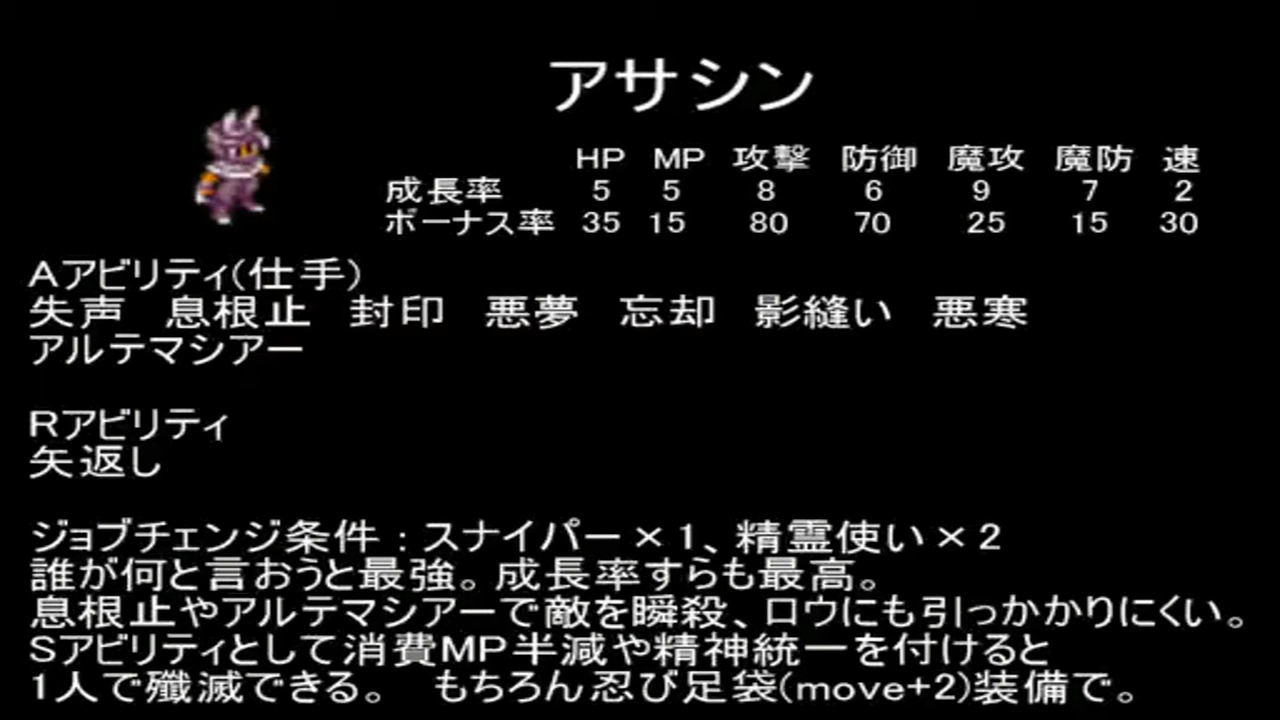 アサシン
HP MP 攻撃 防御 魔攻 魔防 速
成長率 5 5 8 6 9 7 2
ボーナス率 35 15 80 70 25 15 30
Aアビリティ(仕手)
失声 息根止 封印 悪夢 忘却 影縫い 悪寒
アルテマシアー
Rアビリティ
矢返し
ジョブチェンジ条件：スナイパー×1、精霊使い×2
誰が何と言おうと最強。成長率すらも最高。
息根止やアルテマシアーで敵を瞬殺、ロウにも引っかかりにくい。
Sアビリティとして消費MP半減や精神統一を付けると
1人で殲滅できる。 もちろん忍び足袋(move+2)装備で。